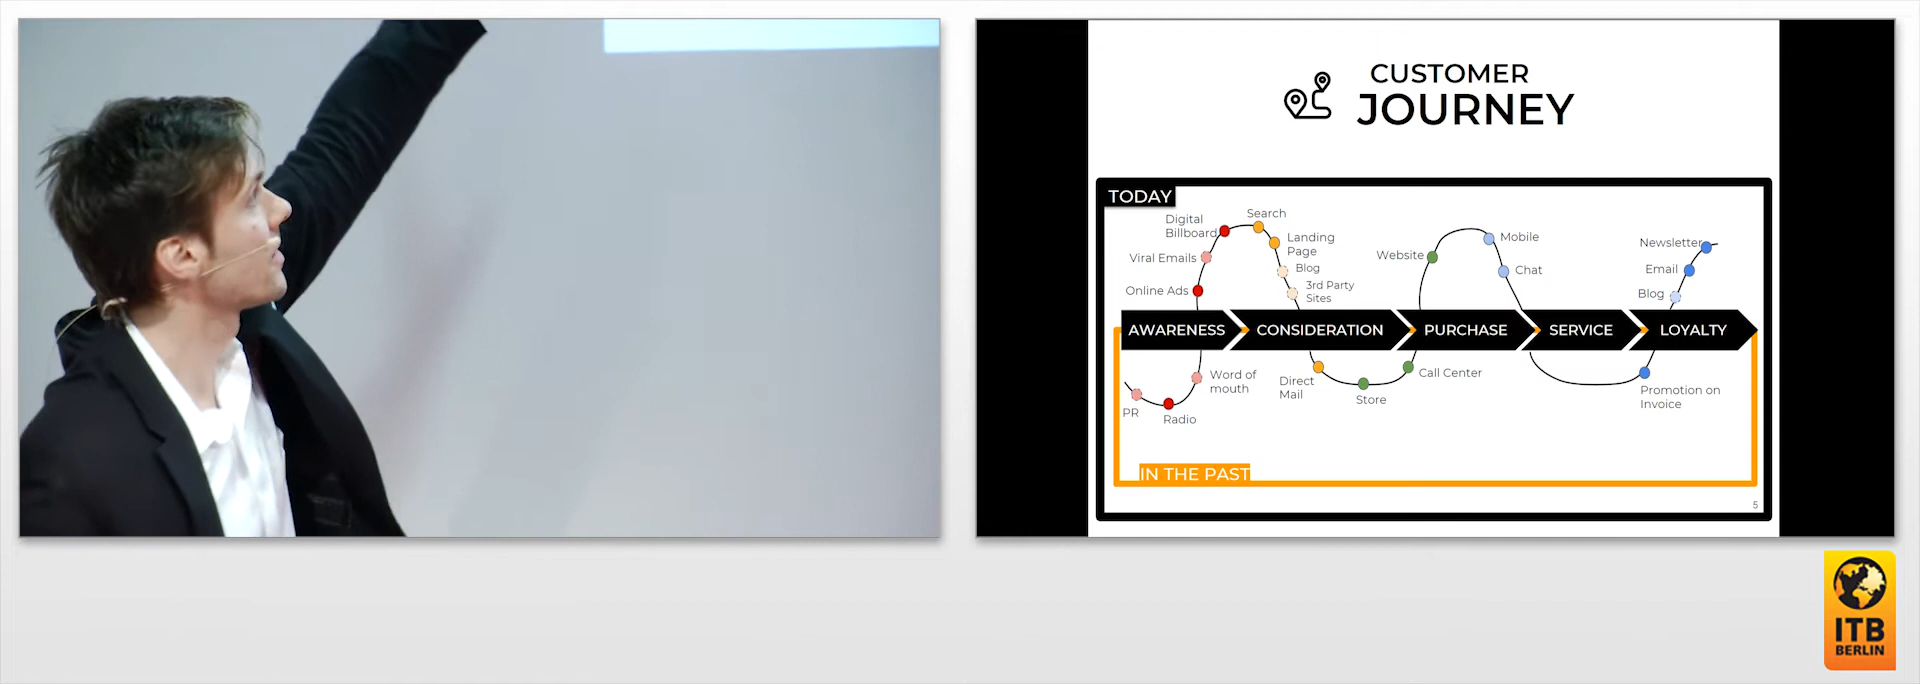 CUSTOMER
JOURNEY
TODAY
Digital
Billboard
Search
Landing
Page
Viral Emails
Blog
Online Ads
3rd Party
Sites
Website
Mobile
Chat
Newsletter
Email
Blog
AWARENESS
CONSIDERATION
PURCHASE
SERVICE
LOYALTY
PR
Radio
Word of
mouth
Direct
Mail
Store
Call Center
Promotion on
Invoice
IN THE PAST
5
ITB
BERLIN